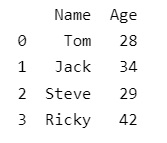 Name Age
0 Tom 28
1 Jack 34
2 Steve 29
3 Ricky 42